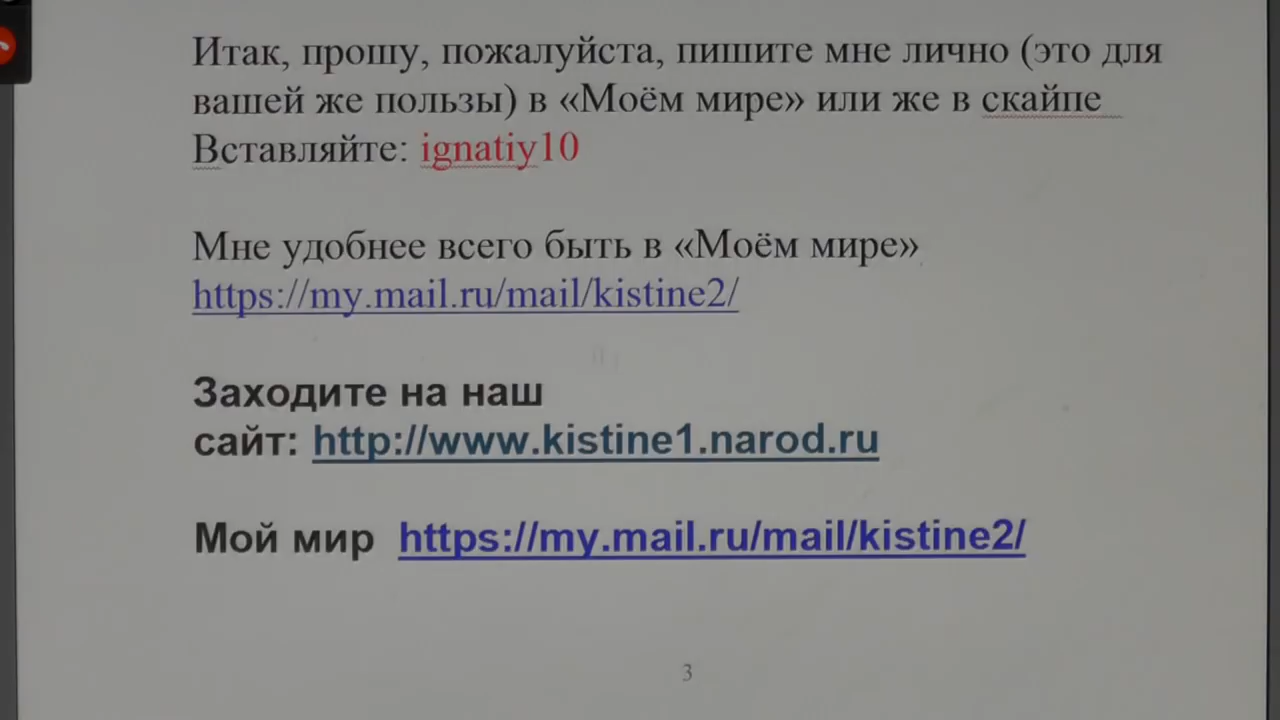 Итак, прошу, пожалуйста, пишите мне лично (это для
вашей же пользы) в «Моём мире» или же в скайпе
Вставляйте: ignatiy10
Мне удобнее всего быть в «Моём мире»
https://my.mail.ru/mail/kistine2/
Заходите на наш
сайт: http://www.kistine1.narod.ru
Мой мир https://my.mail.ru/mail/kistine2/
3